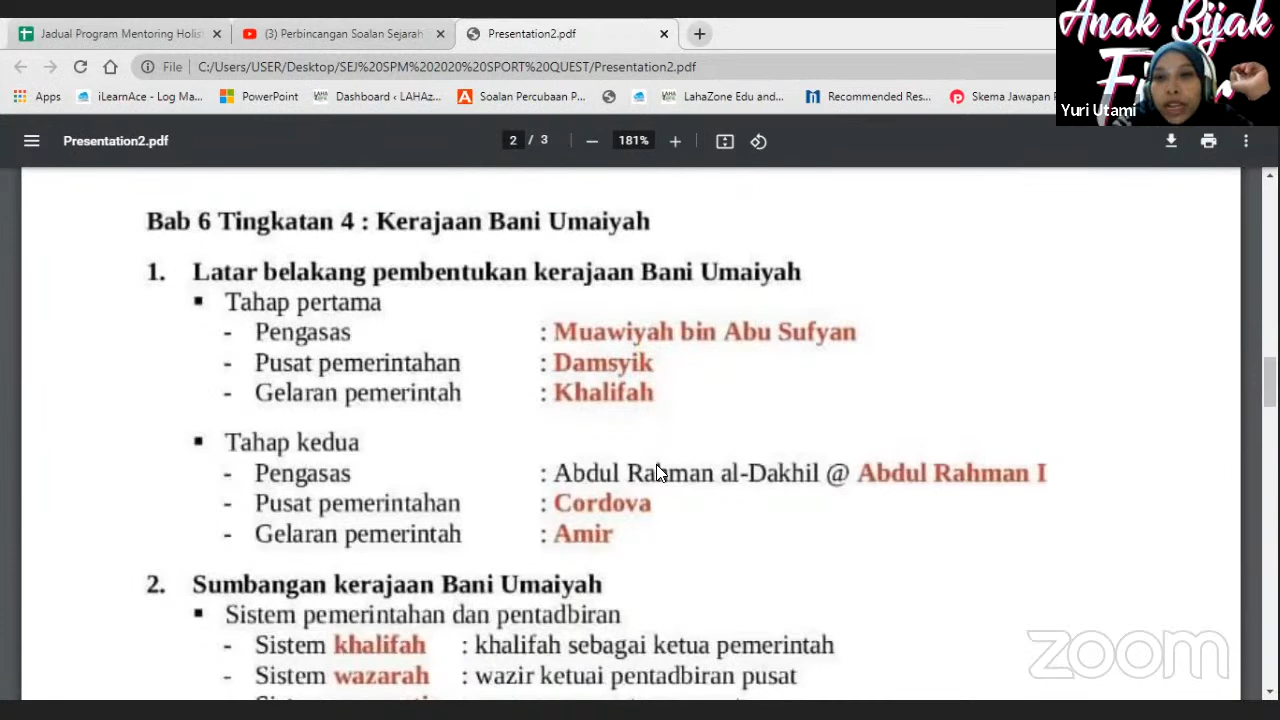 Jadual Program Mentoring Holis
(3) Perbincangan Soalan Sejarah
Presentation2.pdf
File
C:/Users/USER/Desktop/SEJ%20SPM%2020%20SPORT%20QUEST/Presentation2.pdf
Apps
iLearnAce - Log Ma...
PowerPoint
Dashboard - LAHAz...
Soalan Percubaan P...
LahaZone Edu and...
Recommended Res...
Skema Jawapan P
Anak Bijak
Yuri Utami
Presentation2.pdf
2 / 3
181%
Bab 6 Tingkatan 4 : Kerajaan Bani Umaiyah
1. Latar belakang pembentukan kerajaan Bani Umaiyah
▪ Tahap pertama
- Pengasas : Muawiyah bin Abu Sufyan
- Pusat pemerintahan : Damsyik
- Gelaran pemerintah : Khalifah
▪ Tahap kedua
- Pengasas : Abdul Rahman al-Dakhil @ Abdul Rahman I
- Pusat pemerintahan : Cordova
- Gelaran pemerintah : Amir
2. Sumbangan kerajaan Bani Umaiyah
▪ Sistem pemerintahan dan pentadbiran
- Sistem khalifah : khalifah sebagai ketua pemerintah
- Sistem wazarah : wazir ketuai pentadbiran pusat
zoom